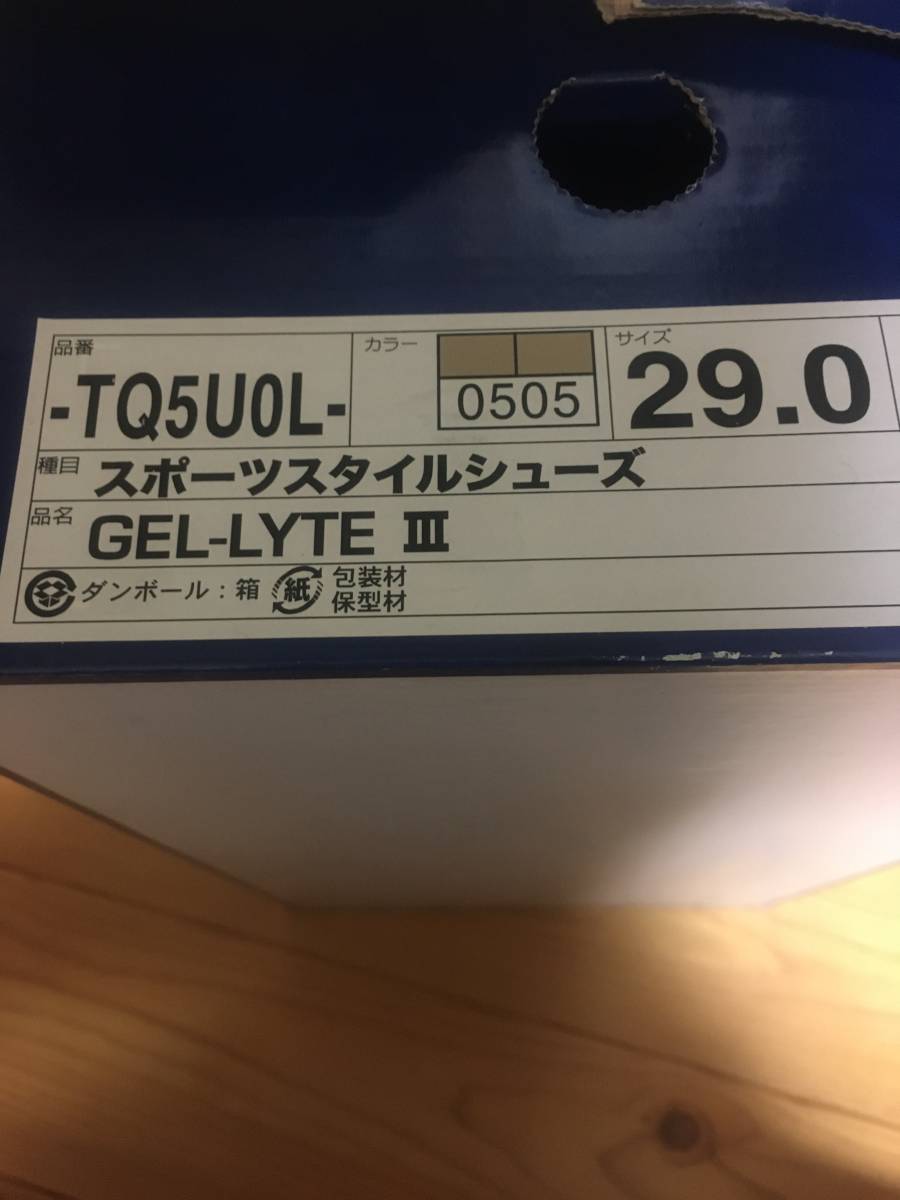 品番
-TQ5U0L-
カラー
0505
サイズ
29.0
種目
スポーツスタイルシューズ
品名
GEL-LYTE III
ダンボール：箱
紙
包装材
保型材